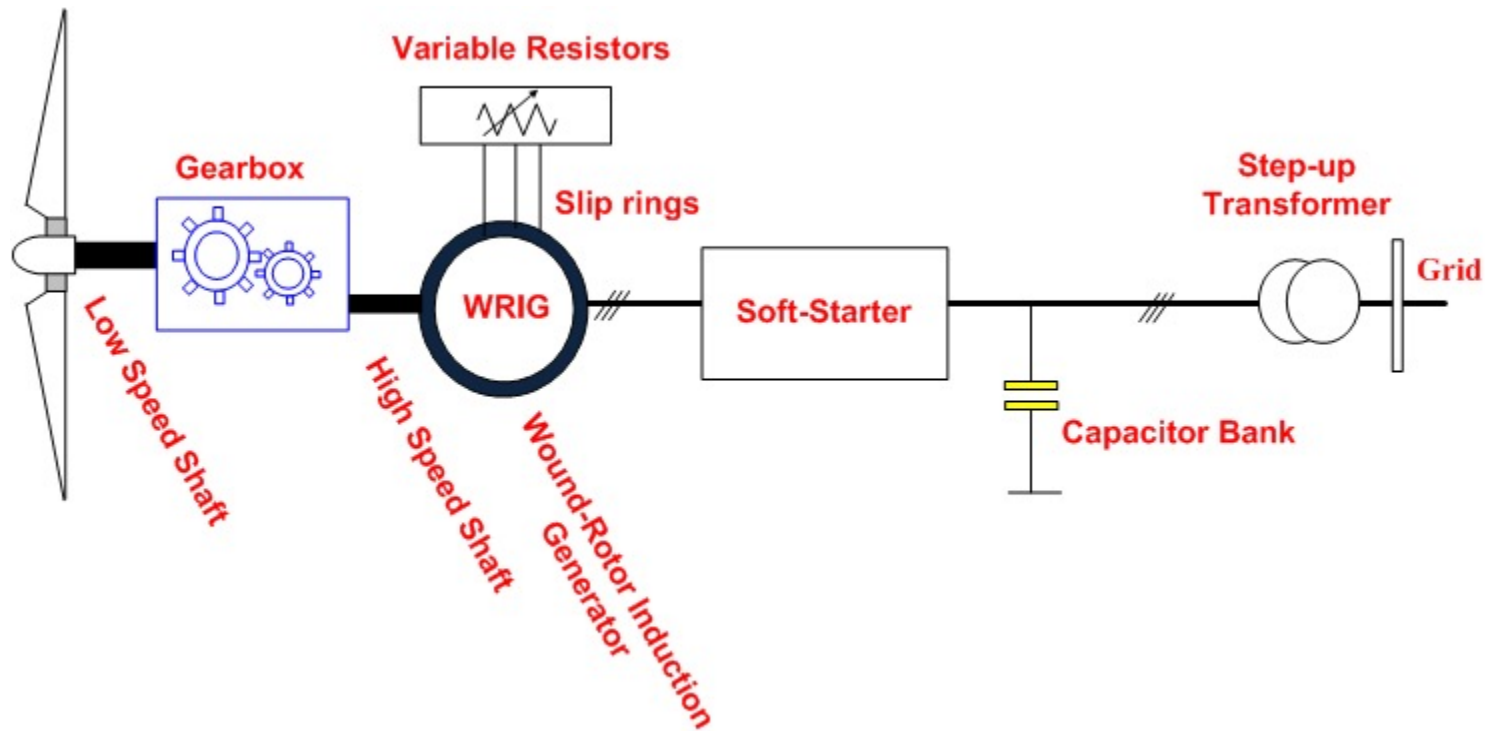 Variable Resistors
Gearbox
Slip rings
Step-up
Transformer
Grid
WRIG
Soft-Starter
Low Speed Shaft
High Speed Shaft
Wound-Rotor Induction
Generator
Capacitor Bank